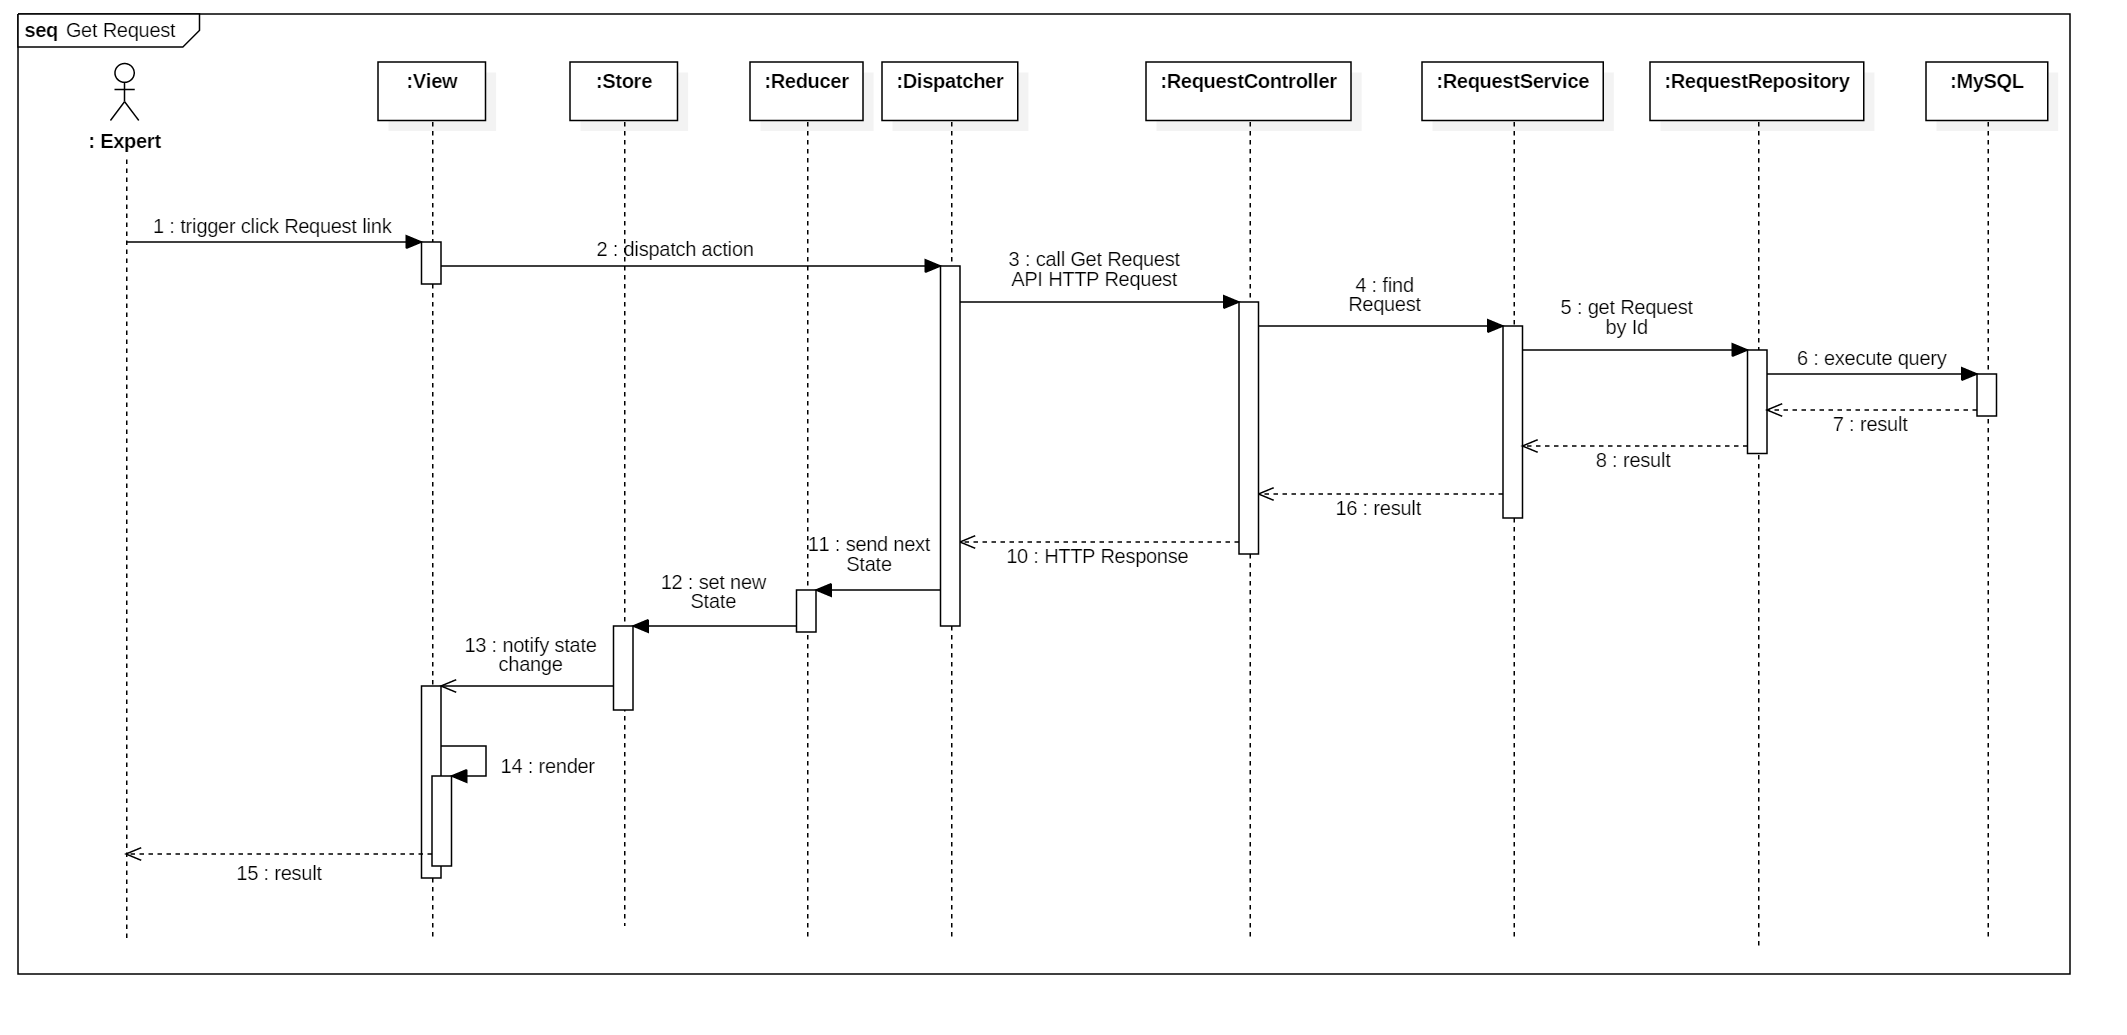 seq Get Request
: Expert
:View
:Store
:Reducer
:Dispatcher
:RequestController
:RequestService
:RequestRepository
:MySQL
1 : trigger click Request link
2 : dispatch action
3 : call Get Request
API HTTP Request
4 : find
Request
5 : get Request
by Id
6 : execute query
7 : result
8 : result
16 : result
10 : HTTP Response
11 : send next
State
12 : set new
State
13 : notify state
change
14 : render
15 : result